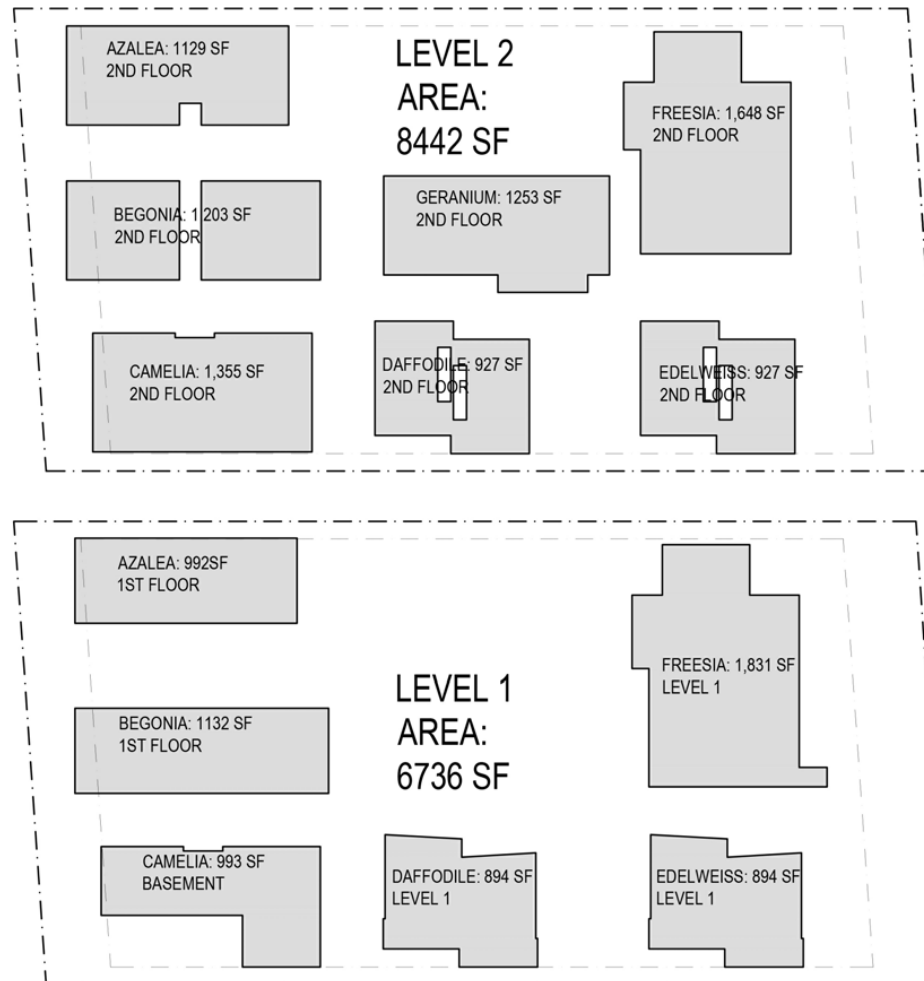 AZALEA: 1129 SF
2ND FLOOR
LEVEL 2
AREA:
8442 SF
FREESIA: 1,648 SF
2ND FLOOR
BEGONIA: 1,203 SF
2ND FLOOR
GERANIUM: 1253 SF
2ND FLOOR
CAMELIA: 1,355 SF
2ND FLOOR
DAFFODILE: 927 SF
2ND FLOOR
EDELWEISS: 927 SF
2ND FLOOR
AZALEA: 992SF
1ST FLOOR
FREESIA: 1,831 SF
LEVEL 1
LEVEL 1
AREA:
6736 SF
BEGONIA: 1132 SF
1ST FLOOR
CAMELIA: 993 SF
BASEMENT
DAFFODILE: 894 SF
LEVEL 1
EDELWEISS: 894 SF
LEVEL 1